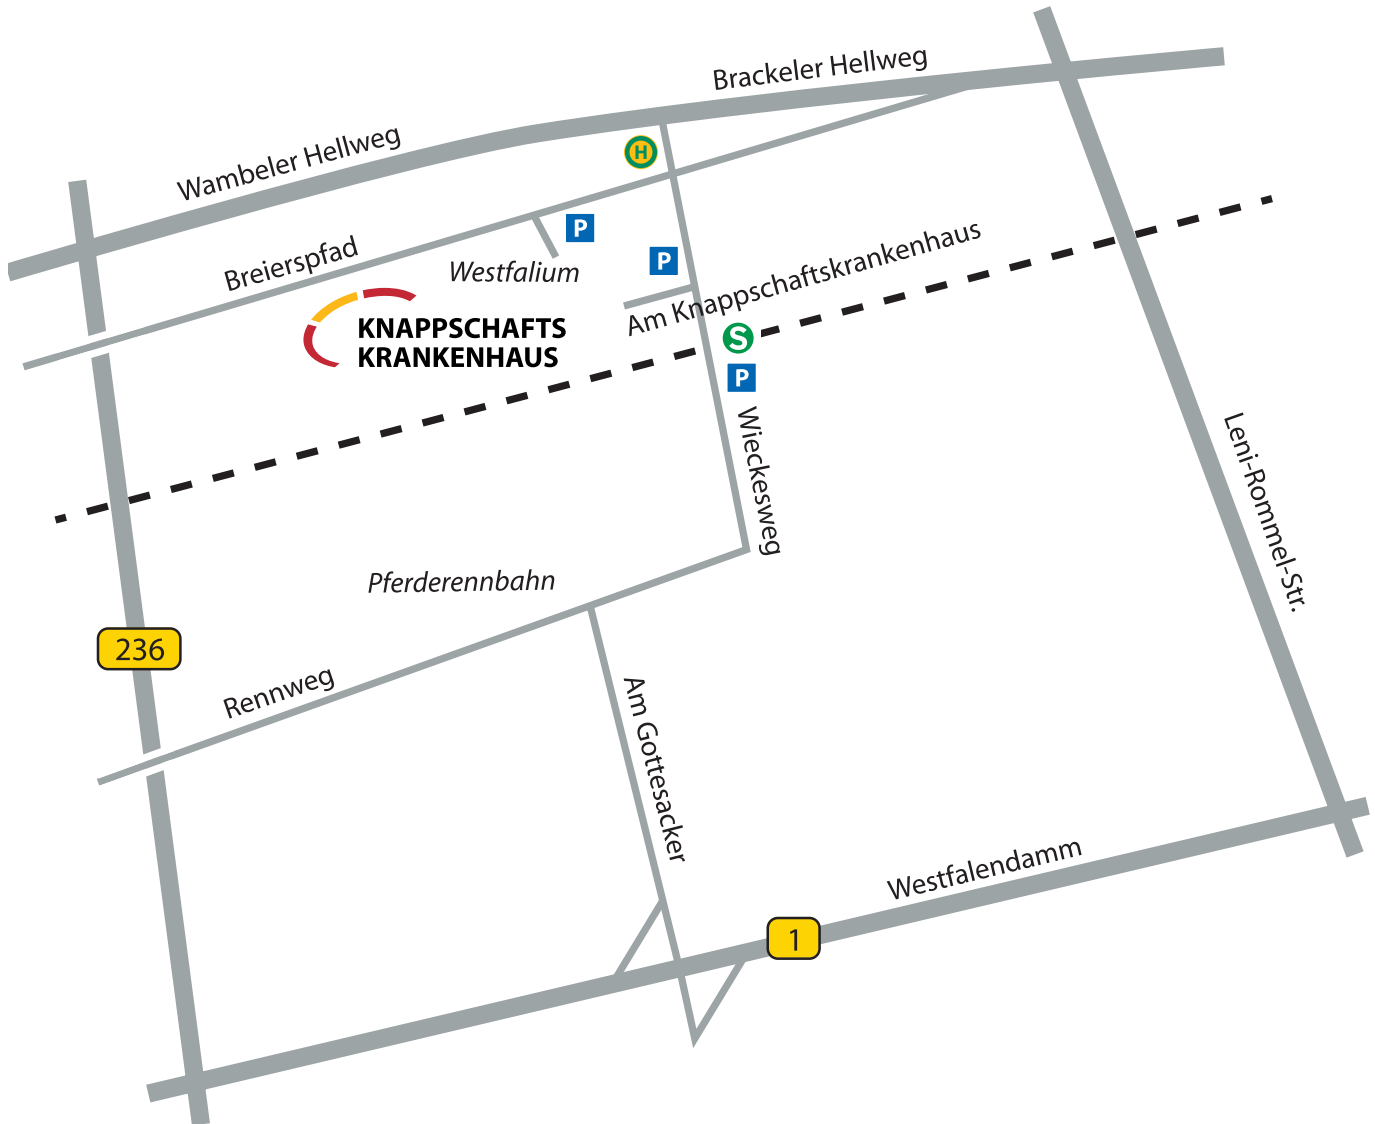 Brackeler Hellweg
Wambeler Hellweg
H
Breierspfad
P
Westfalium
P
Am Knappschaftskrankenhaus
KNAPPSCHAFTS
KRANKENHAUS
S
P
Wieckesweg
Leni-Rommel-Str.
Pferderennbahn
236
Rennweg
Am Gottesacker
Westfalendamm
1